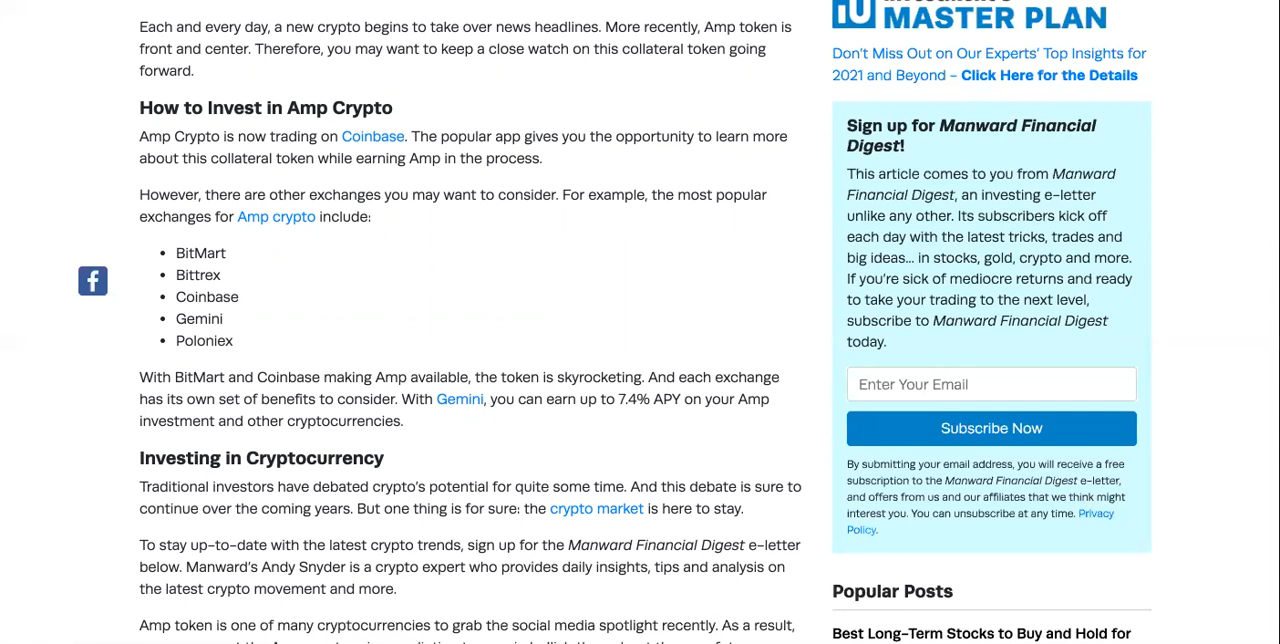 Each and every day, a new crypto begins to take over news headlines. More recently, Amp token is
front and center. Therefore, you may want to keep a close watch on this collateral token going
forward.
How to Invest in Amp Crypto
Amp Crypto is now trading on Coinbase. The popular app gives you the opportunity to learn more
about this collateral token while earning Amp in the process.
However, there are other exchanges you may want to consider. For example, the most popular
exchanges for Amp crypto include:
• BitMart
• Bittrex
• Coinbase
• Gemini
• Poloniex
With BitMart and Coinbase making Amp available, the token is skyrocketing. And each exchange
has its own set of benefits to consider. With Gemini, you can earn up to 7.4% APY on your Amp
investment and other cryptocurrencies.
Investing in Cryptocurrency
Traditional investors have debated crypto's potential for quite some time. And this debate is sure to
continue over the coming years. But one thing is for sure: the crypto market is here to stay.
To stay up-to-date with the latest crypto trends, sign up for the Manward Financial Digest e-letter
below. Manward's Andy Snyder is a crypto expert who provides daily insights, tips and analysis on
the latest crypto movement and more.
Amp token is one of many cryptocurrencies to grab the social media spotlight recently. As a result,
f
iU
MASTER PLAN
Don't Miss Out on Our Experts' Top Insights for
2021 and Beyond - Click Here for the Details
Sign up for Manward Financial
Digest!
This article comes to you from Manward
Financial Digest, an investing e-letter
unlike any other. Its subscribers kick off
each day with the latest tricks, trades and
big ideas... in stocks, gold, crypto and more.
If you're sick of mediocre returns and ready
to take your trading to the next level,
subscribe to Manward Financial Digest
today.
Enter Your Email
Subscribe Now
By submitting your email address, you will receive a free
subscription to the Manward Financial Digest e-letter,
and offers from us and our affiliates that we think might
interest you. You can unsubscribe at any time. Privacy
Policy.
Popular Posts
Best Long-Term Stocks to Buy and Hold for